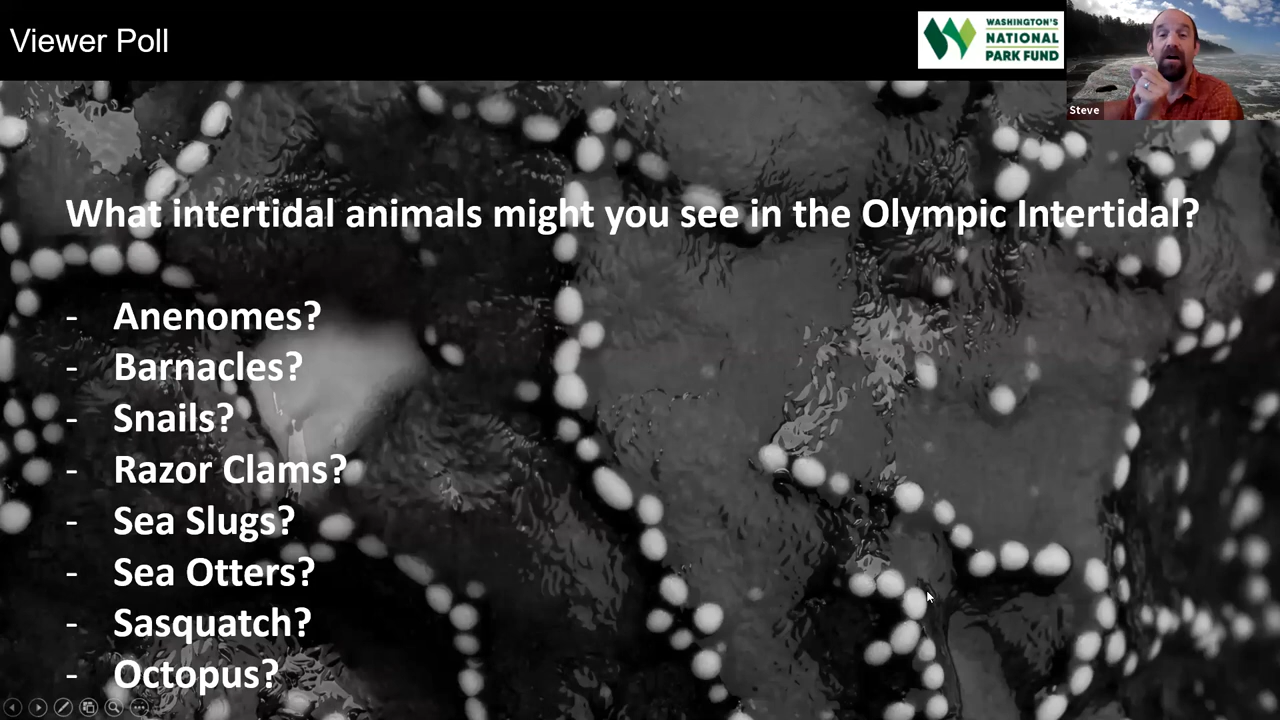 Viewer Poll
WASHINGTON'S
NATIONAL
PARK FUND
Steve
What intertidal animals might you see in the Olympic Intertidal?
- Anenomes?
- Barnacles?
- Snails?
- Razor Clams?
- Sea Slugs?
- Sea Otters?
- Sasquatch?
- Octopus?